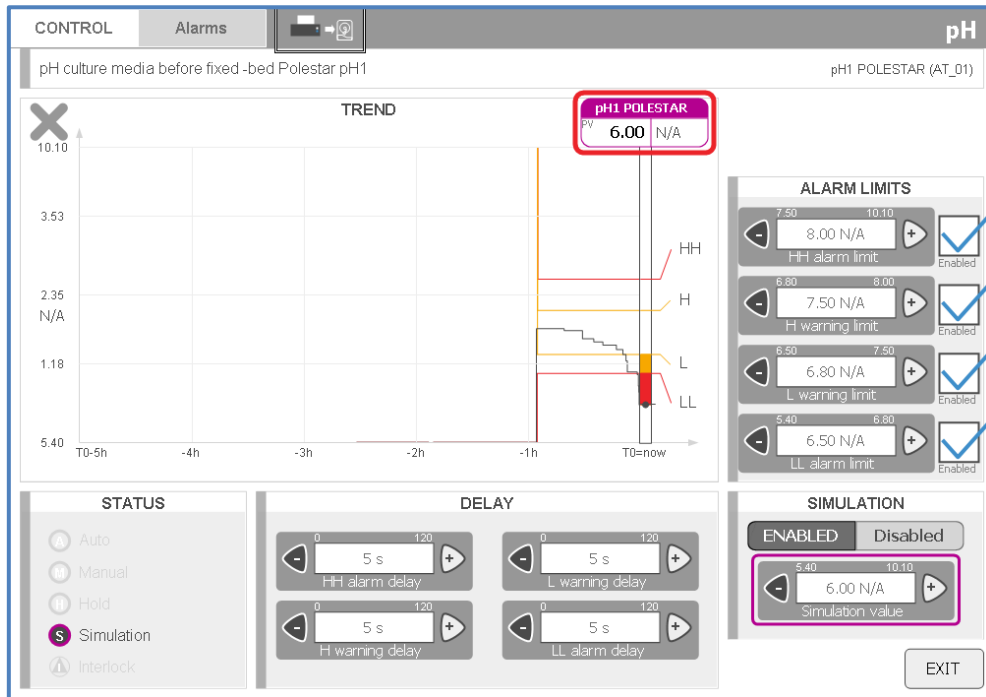 CONTROL
Alarms
pH
pH culture media before fixed -bed Polestar pH1
pH1 POLESTAR (AT_01)
TREND
pH1 POLESTAR
PV 6.00 N/A
10.10
3.53
2.35
N/A
1.18
5.40
HH
H
L
LL
T0-5h -4h -3h -2h -1h T0=now
ALARM LIMITS
7.50 10.10
- 8.00 N/A +
HH alarm limit
Enabled
6.80 8.00
- 7.50 N/A +
H warning limit
Enabled
6.50 7.50
- 6.80 N/A +
L warning limit
Enabled
5.40 6.80
- 6.50 N/A +
LL alarm limit
Enabled
STATUS
A Auto
M Manual
H Hold
S Simulation
I Interlock
DELAY
0 120
- 5 s +
HH alarm delay
0 120
- 5 s +
L warning delay
0 120
- 5 s +
H warning delay
0 120
- 5 s +
LL alarm delay
SIMULATION
ENABLED Disabled
5.40 10.10
- 6.00 N/A +
Simulation value
EXIT